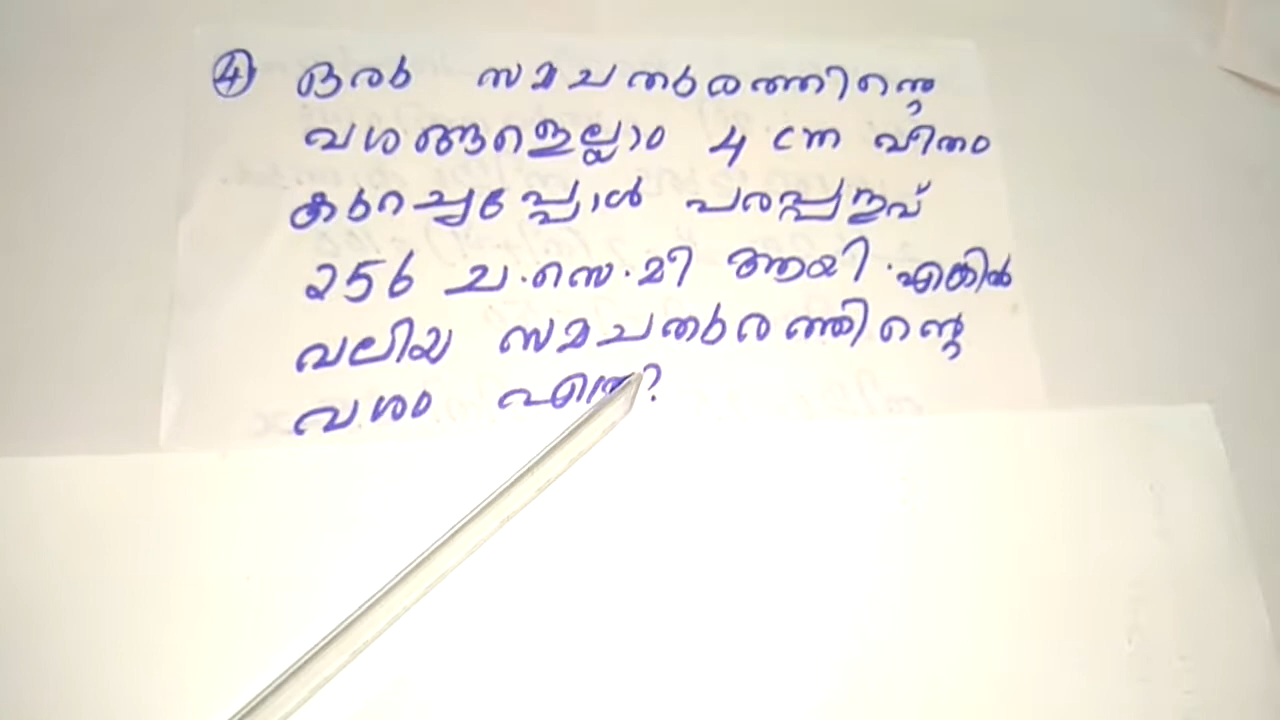 ④ ഒരു സമചതുരത്തിന്റെ
വശങ്ങളെല്ലാം 4 cm വീതം
കുറച്ചപ്പോൾ പരപ്പളവ്
256 ച.സെ.മീ ആയി. എങ്കിൽ
വലിയ സമചതുരത്തിന്റെ
വശം എത്ര?